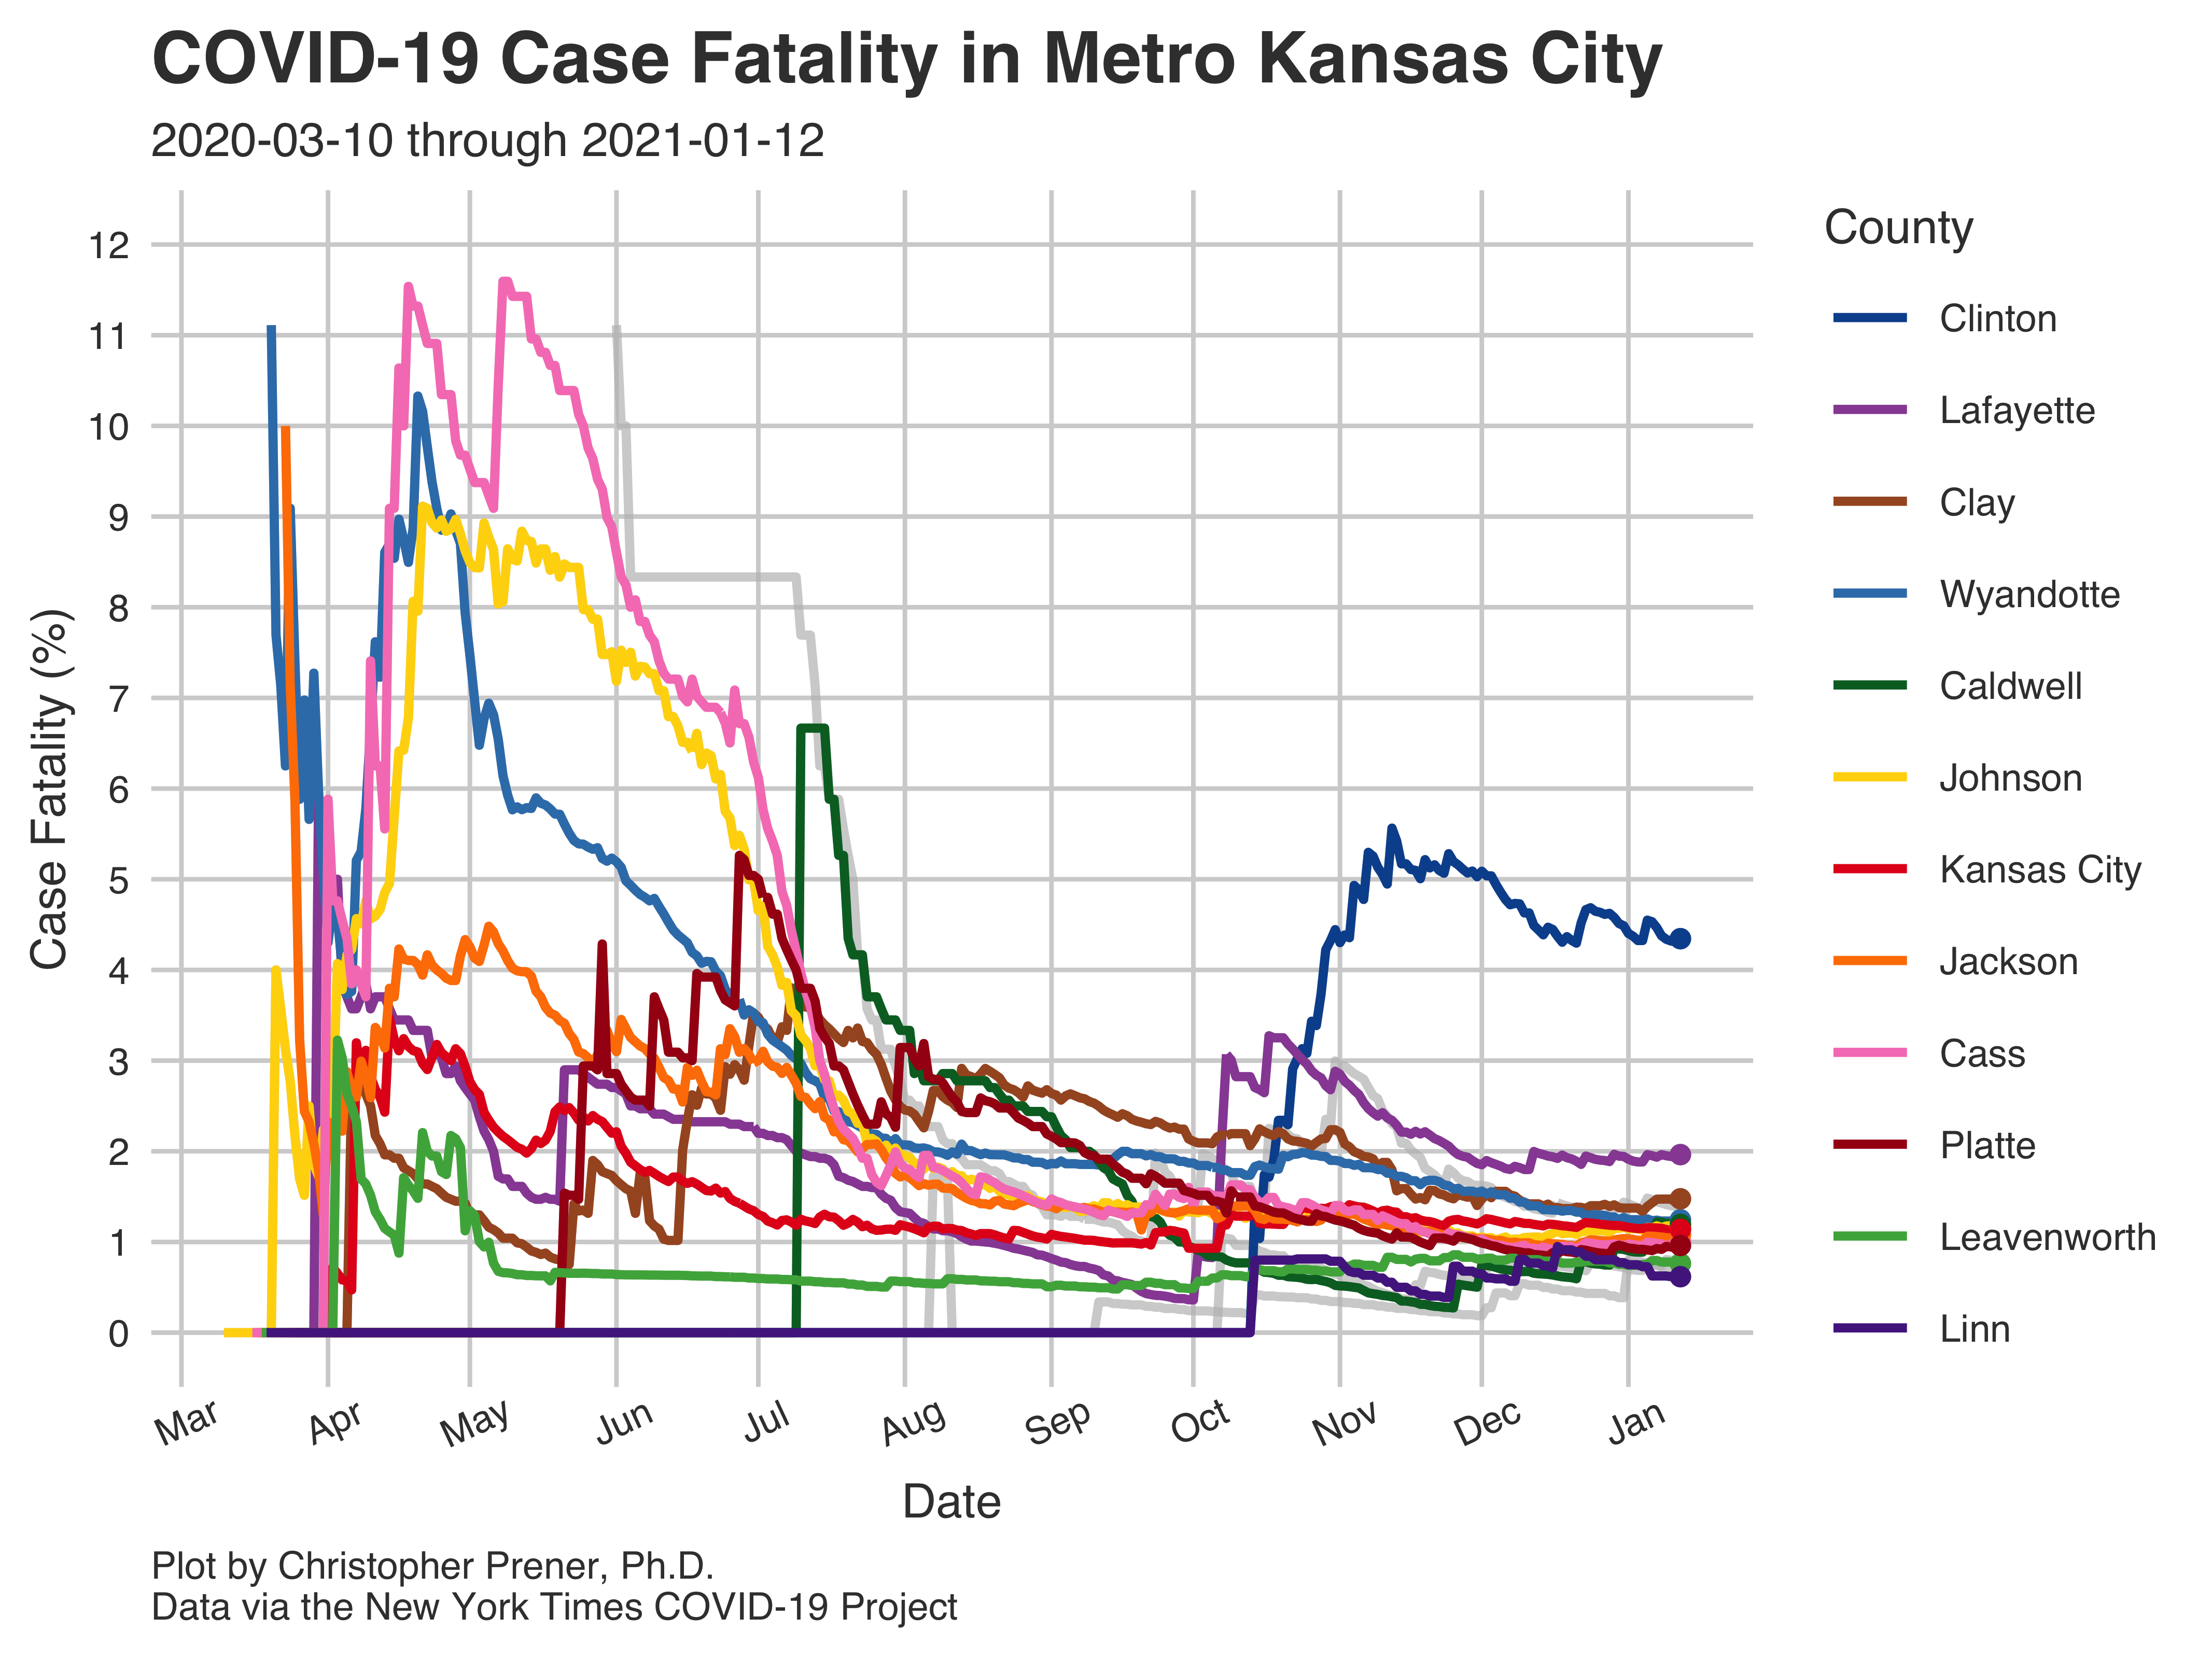 COVID-19 Case Fatality in Metro Kansas City
2020-03-10 through 2021-01-12
Case Fatality (%)
12
11
10
9
8
7
6
5
4
3
2
1
0
Mar
Apr
May
Jun
Jul
Aug
Sep
Oct
Nov
Dec
Jan
Date
County
Clinton
Lafayette
Clay
Wyandotte
Caldwell
Johnson
Kansas City
Jackson
Cass
Platte
Leavenworth
Linn
Plot by Christopher Prener, Ph.D.
Data via the New York Times COVID-19 Project